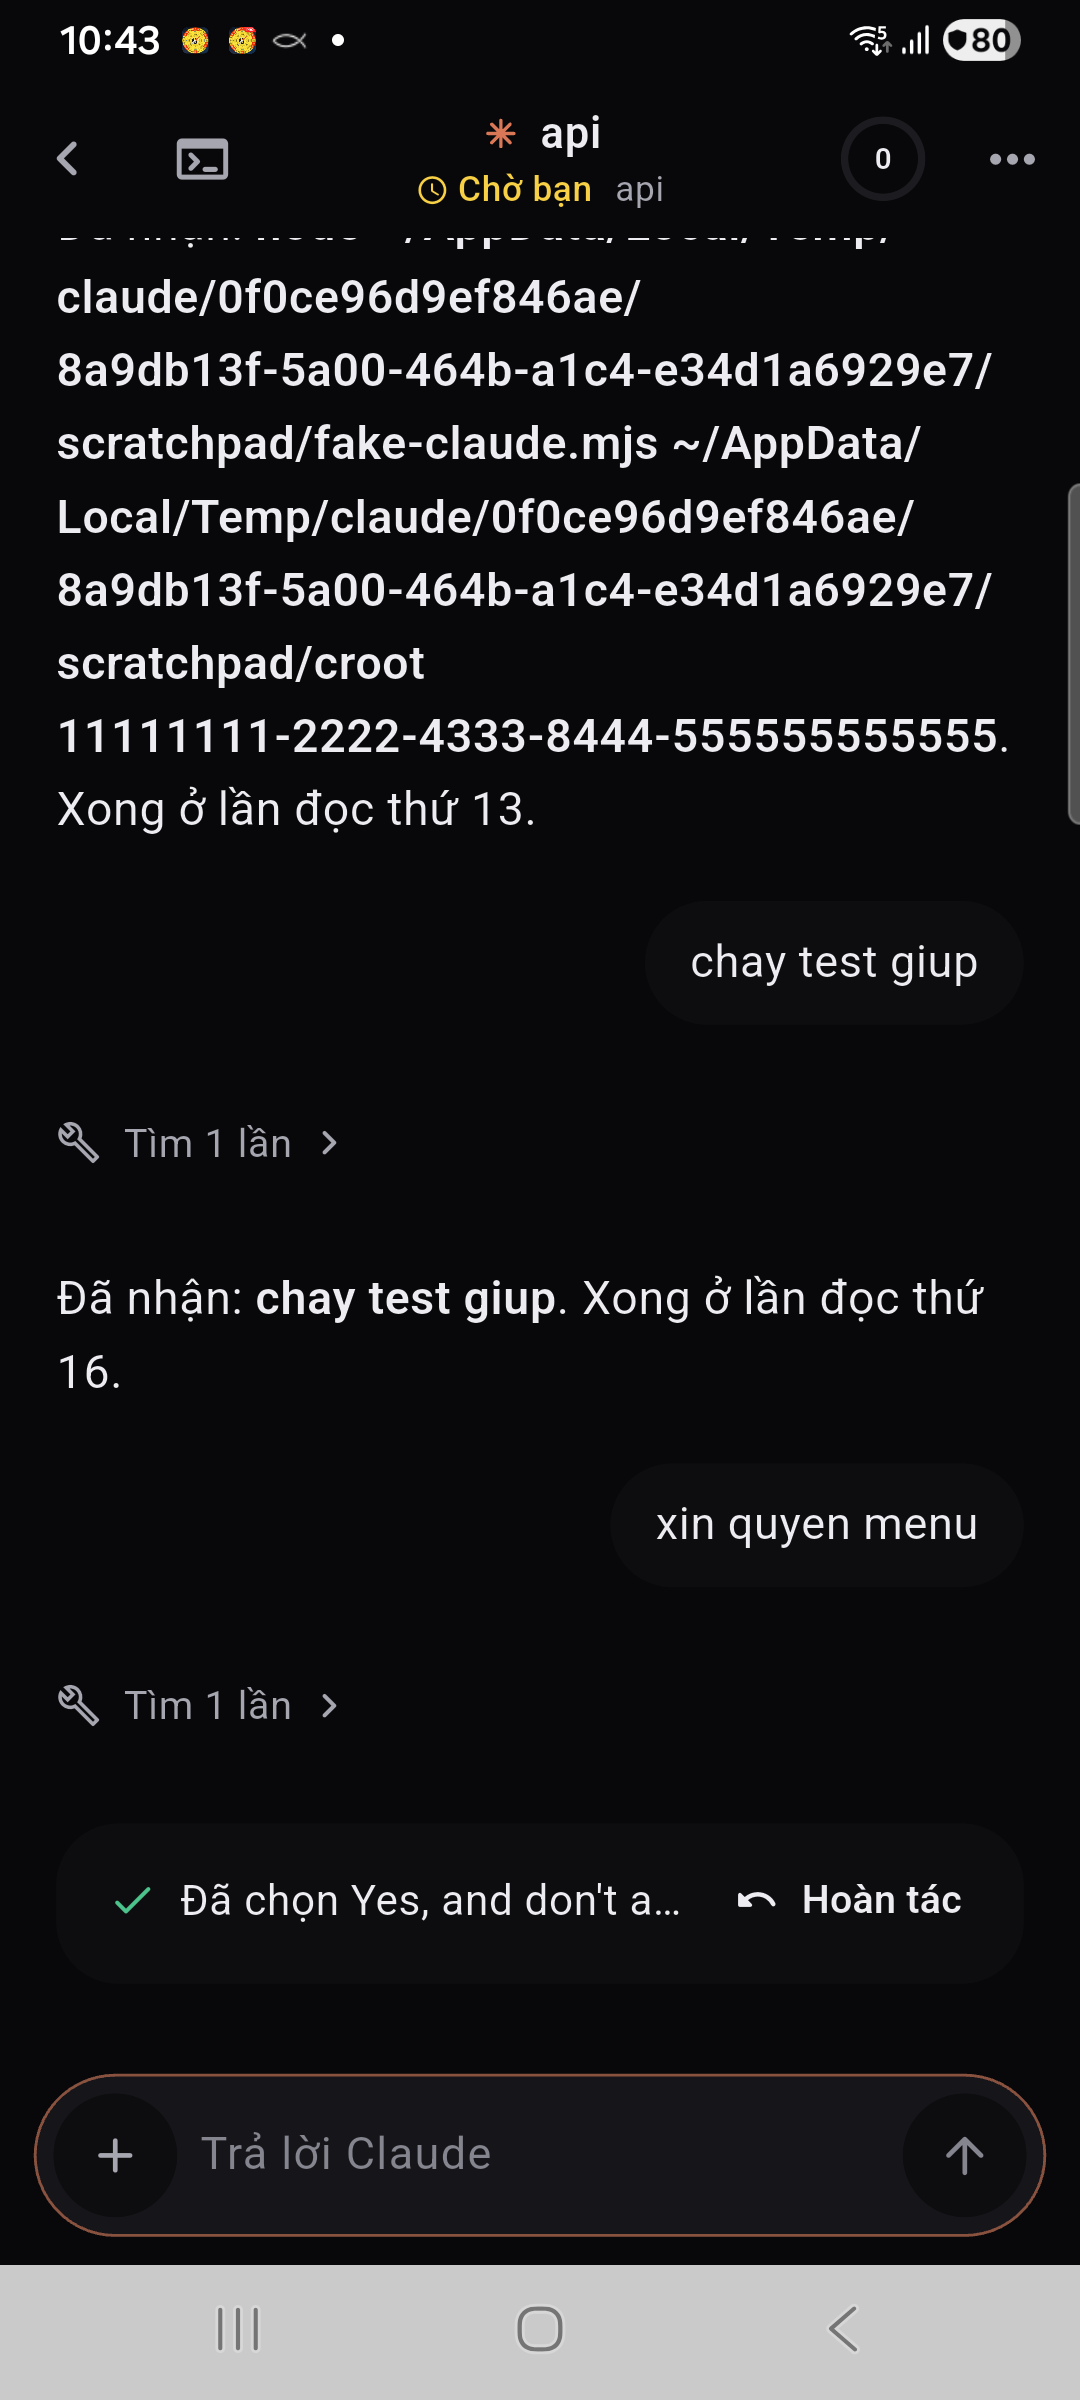 10:43
5
80
api
0
Chờ bạn api
claude/0f0ce96d9ef846ae/
8a9db13f-5a00-464b-a1c4-e34d1a6929e7/
scratchpad/fake-claude.mjs ~/AppData/
Local/Temp/claude/0f0ce96d9ef846ae/
8a9db13f-5a00-464b-a1c4-e34d1a6929e7/
scratchpad/croot
11111111-2222-4333-8444-555555555555.
Xong ở lần đọc thứ 13.
chay test giup
Tìm 1 lần
Đã nhận: chay test giup. Xong ở lần đọc thứ
16.
xin quyen menu
Tìm 1 lần
Đã chọn Yes, and don't a...
Hoàn tác
Trả lời Claude